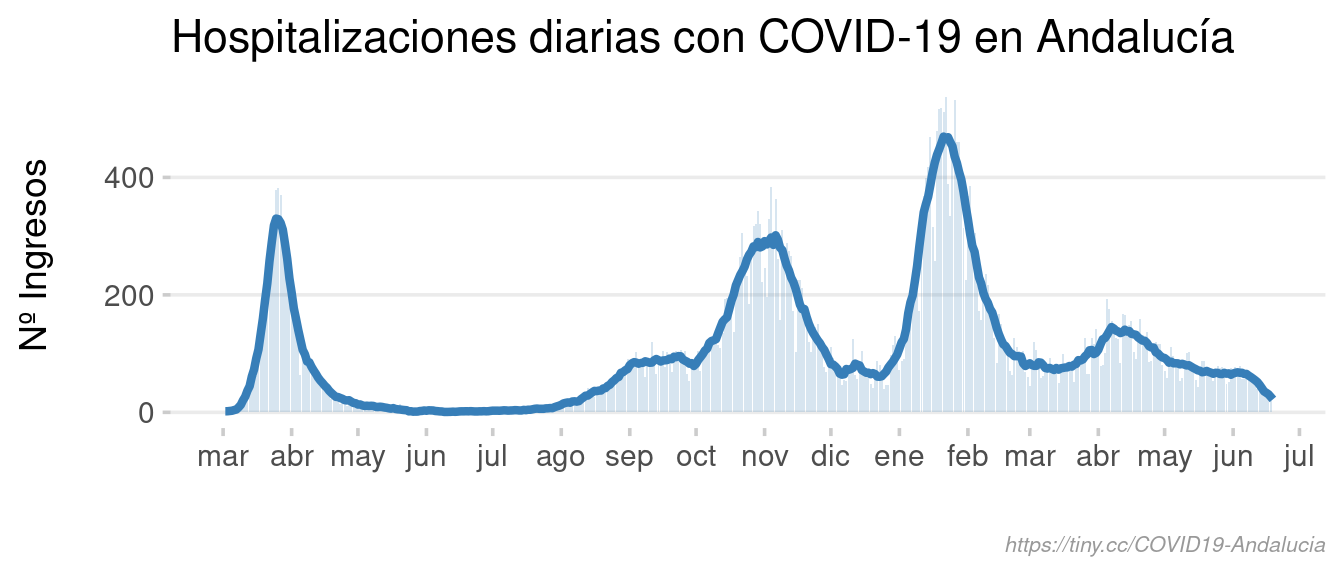 Hospitalizaciones diarias con COVID-19 en Andalucía
Nº Ingresos
400
200
0
mar abr may jun jul ago sep oct nov dic ene feb mar abr may jun jul
https://tiny.cc/COVID19-Andalucia